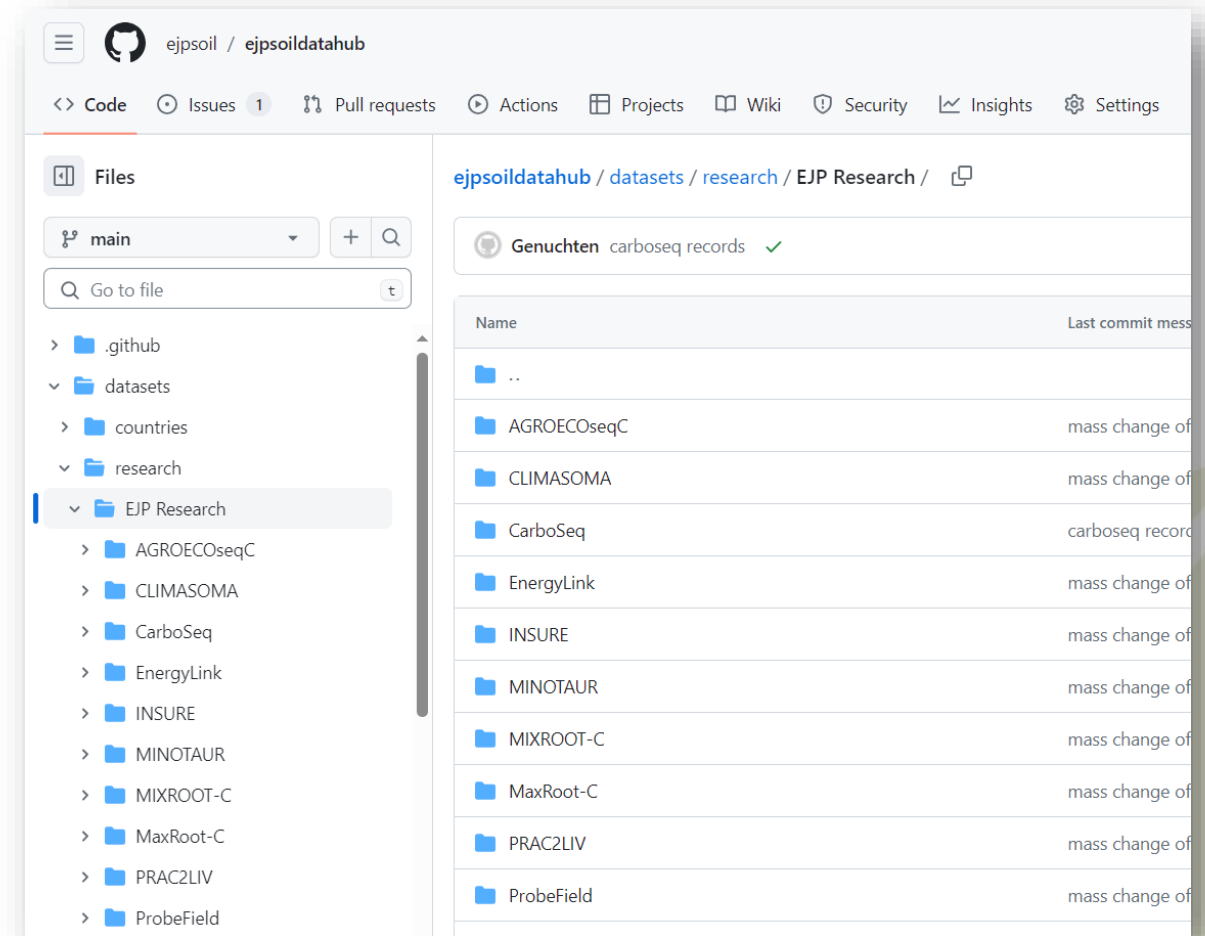 ejpsoil / ejpsoildatahub
Code Issues 1 Pull requests Actions Projects Wiki Security Insights Settings
Files
main
Go to file t
.github
datasets
countries
research
EJP Research
AGROECOseqC
CLIMASOMA
CarboSeq
EnergyLink
INSURE
MINOTAUR
MIXROOT-C
MaxRoot-C
PRAC2LIV
ProbeField
ejpsoildatahub / datasets / research / EJP Research /
Genuchten carboseq records
Name Last commit mess
..
AGROECOseqC mass change of
CLIMASOMA mass change of
CarboSeq carboseq record
EnergyLink mass change of
INSURE mass change of
MINOTAUR mass change of
MIXROOT-C mass change of
MaxRoot-C mass change of
PRAC2LIV mass change of
ProbeField mass change of